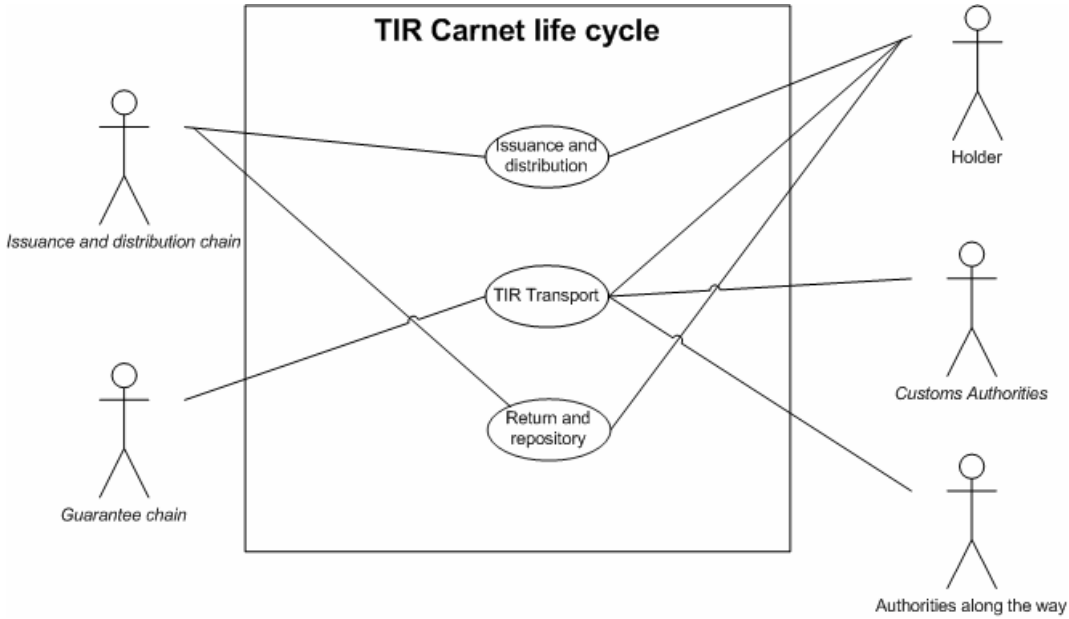 TIR Carnet life cycle
Issuance and
distribution
Holder
Issuance and distribution chain
TIR Transport
Customs Authorities
Return and
repository
Guarantee chain
Authorities along the way